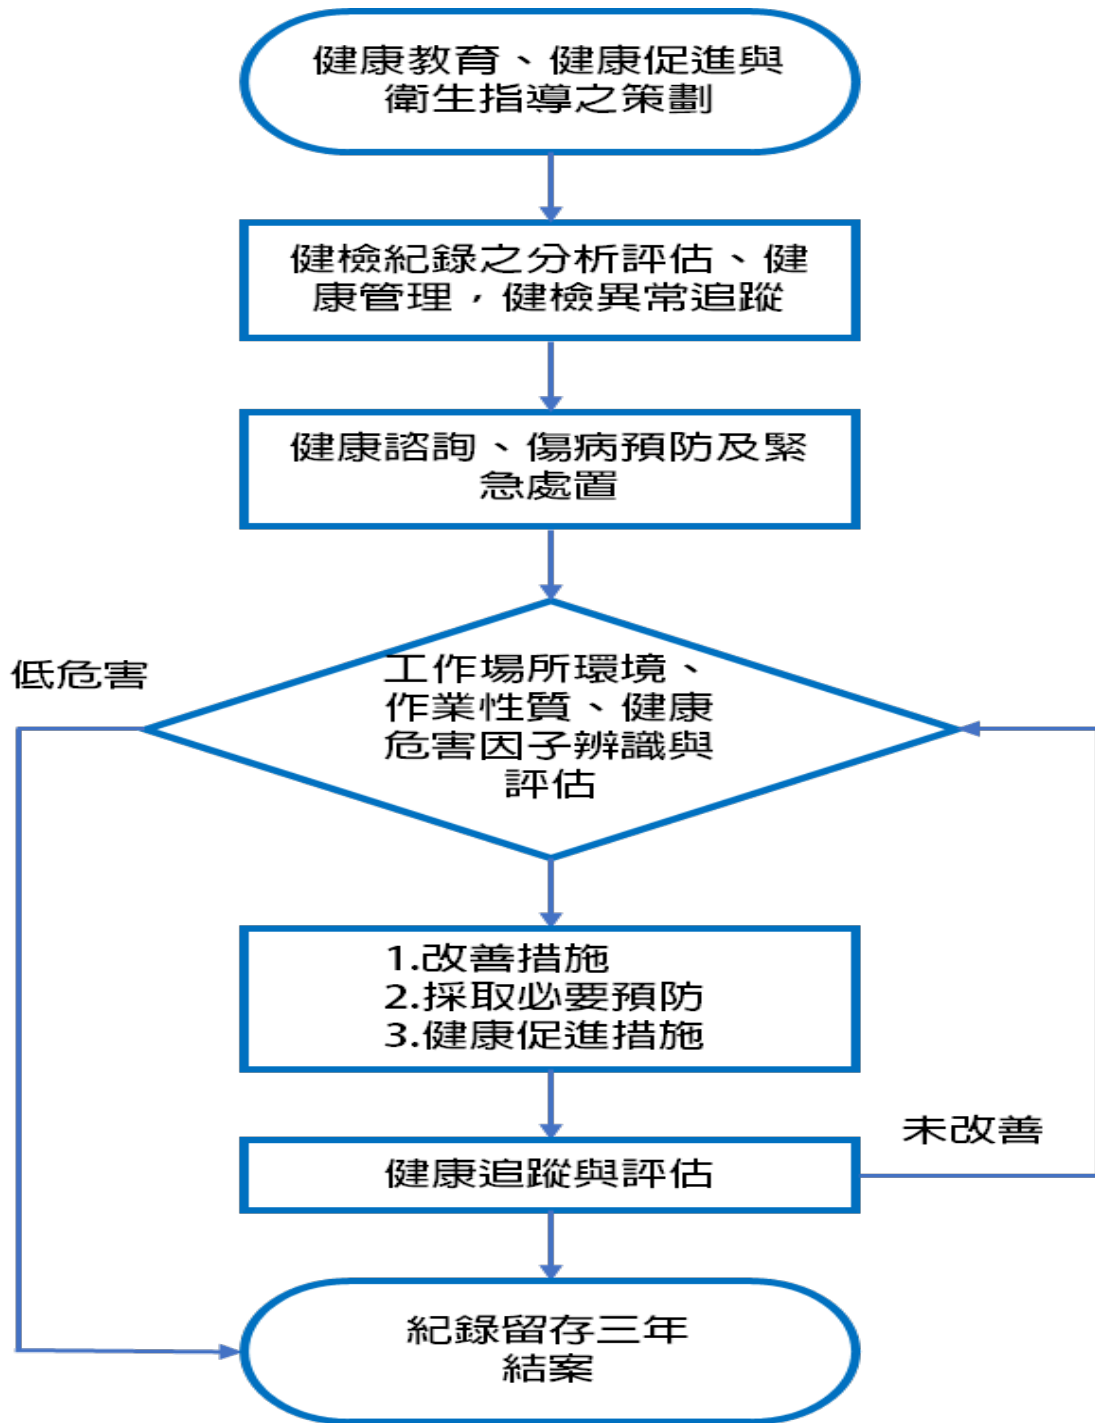 健康教育、健康促進與
衛生指導之策劃
健檢紀錄之分析評估、健
康管理，健檢異常追蹤
健康諮詢、傷病預防及緊
急處置
低危害
工作場所環境、
作業性質、健康
危害因子辨識與
評估
1.改善措施
2.採取必要預防
3.健康促進措施
未改善
健康追蹤與評估
紀錄留存三年
結案